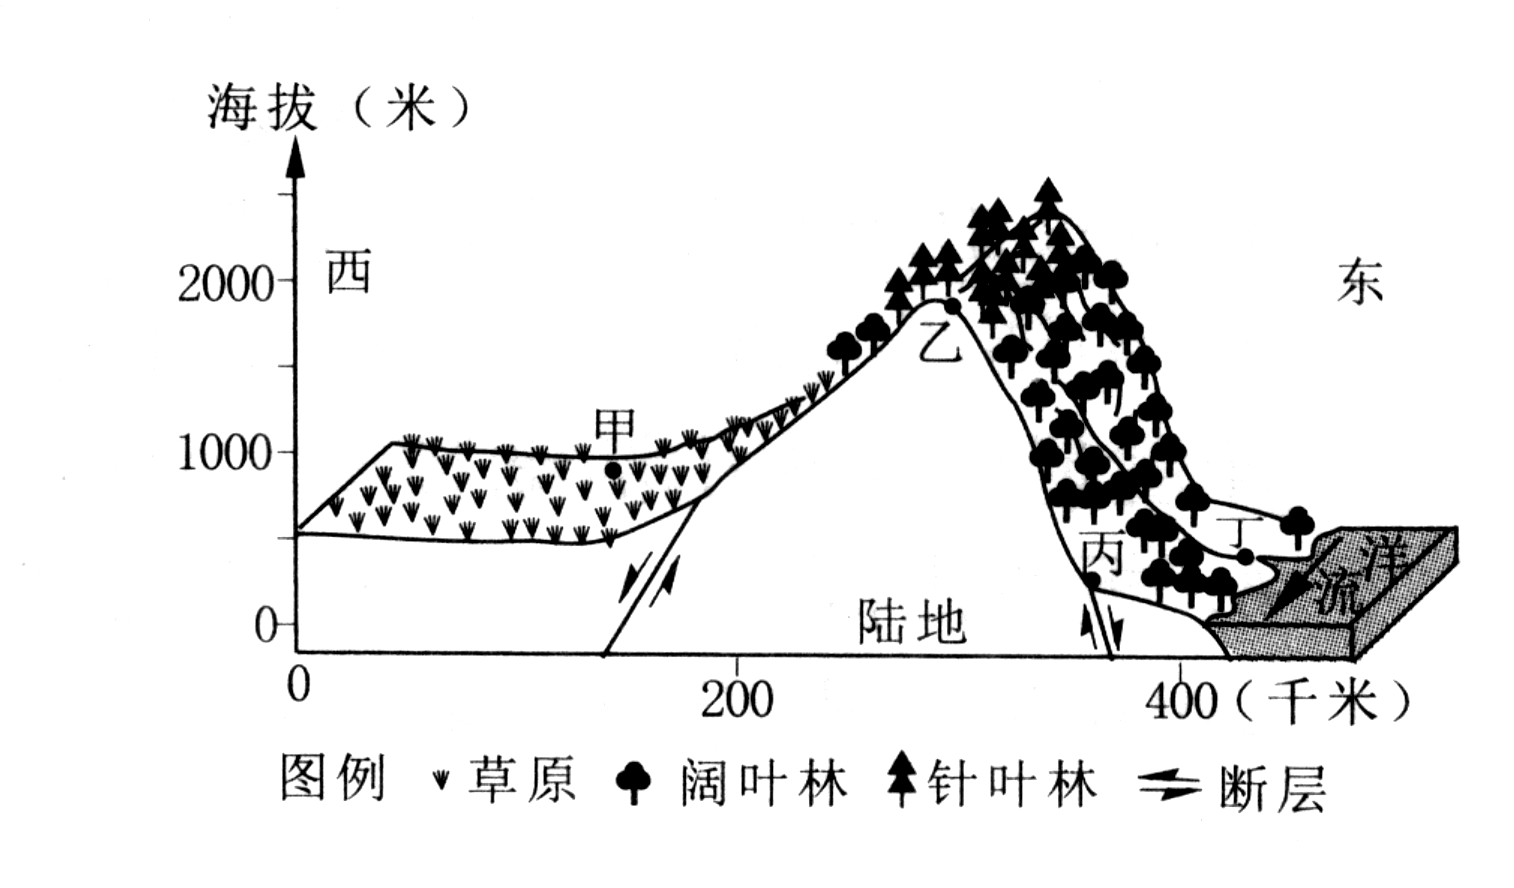 海拔（米）
西
东
2000
1000
0
甲
乙
丙
丁
洋流
陆地
0
200
400（千米）
图例 草原 阔叶林 针叶林 断层